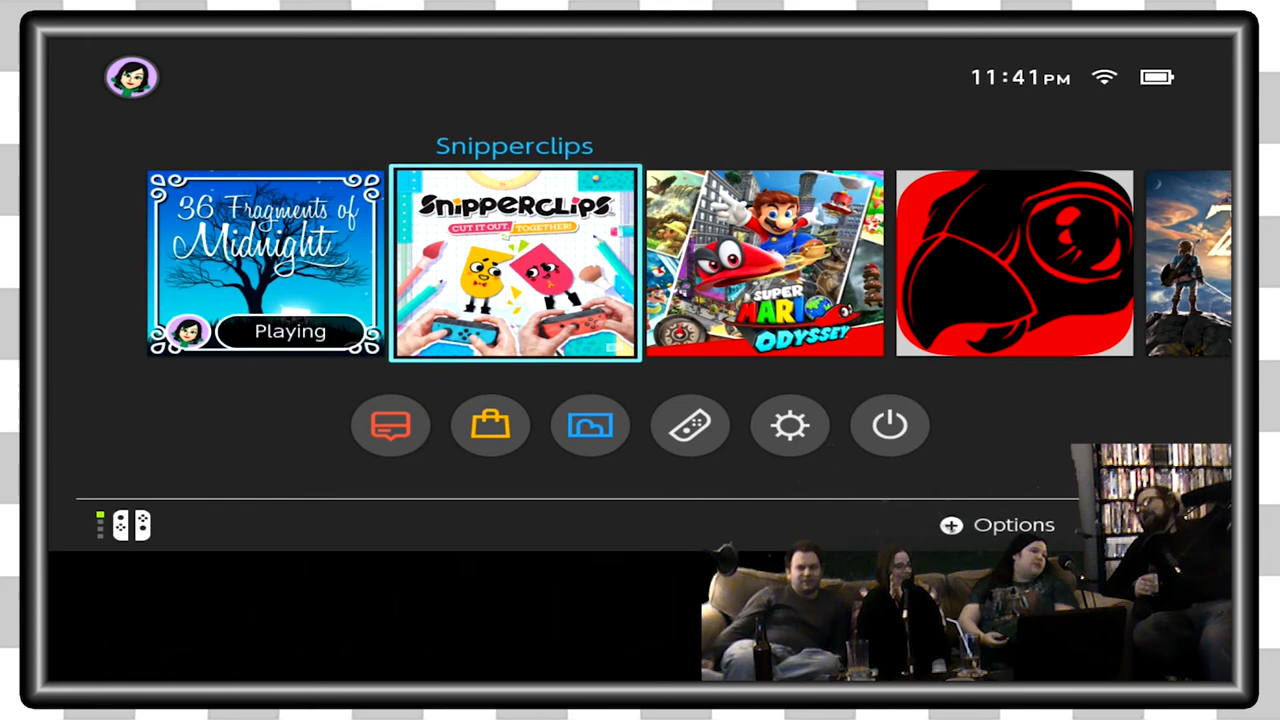 11:41PM
Snipperclips
36 Fragments of
Midnight
Playing
SNIPPERCLIPS
CUT IT OUT, TOGETHER!
SUPER
MARIO
ODYSSEY
Options